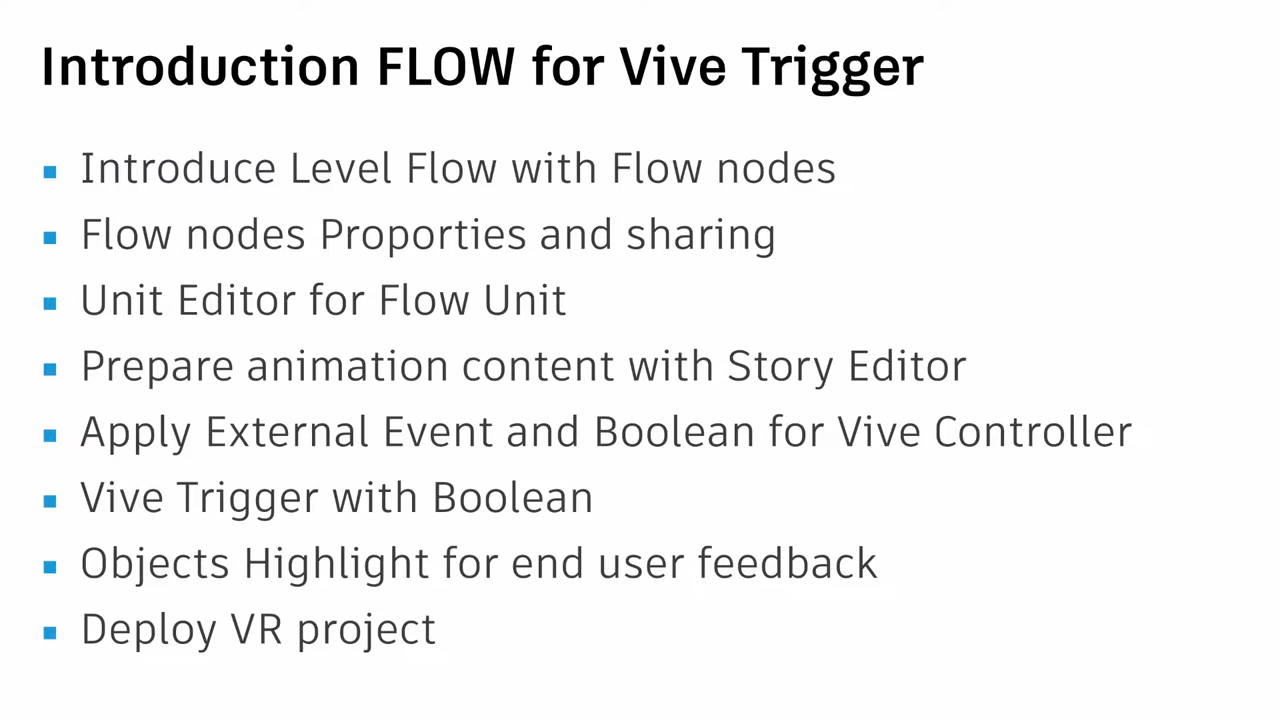 Introduction FLOW for Vive Trigger
Introduce Level Flow with Flow nodes
Flow nodes Proporties and sharing
Unit Editor for Flow Unit
Prepare animation content with Story Editor
Apply External Event and Boolean for Vive Controller
Vive Trigger with Boolean
Objects Highlight for end user feedback
Deploy VR project